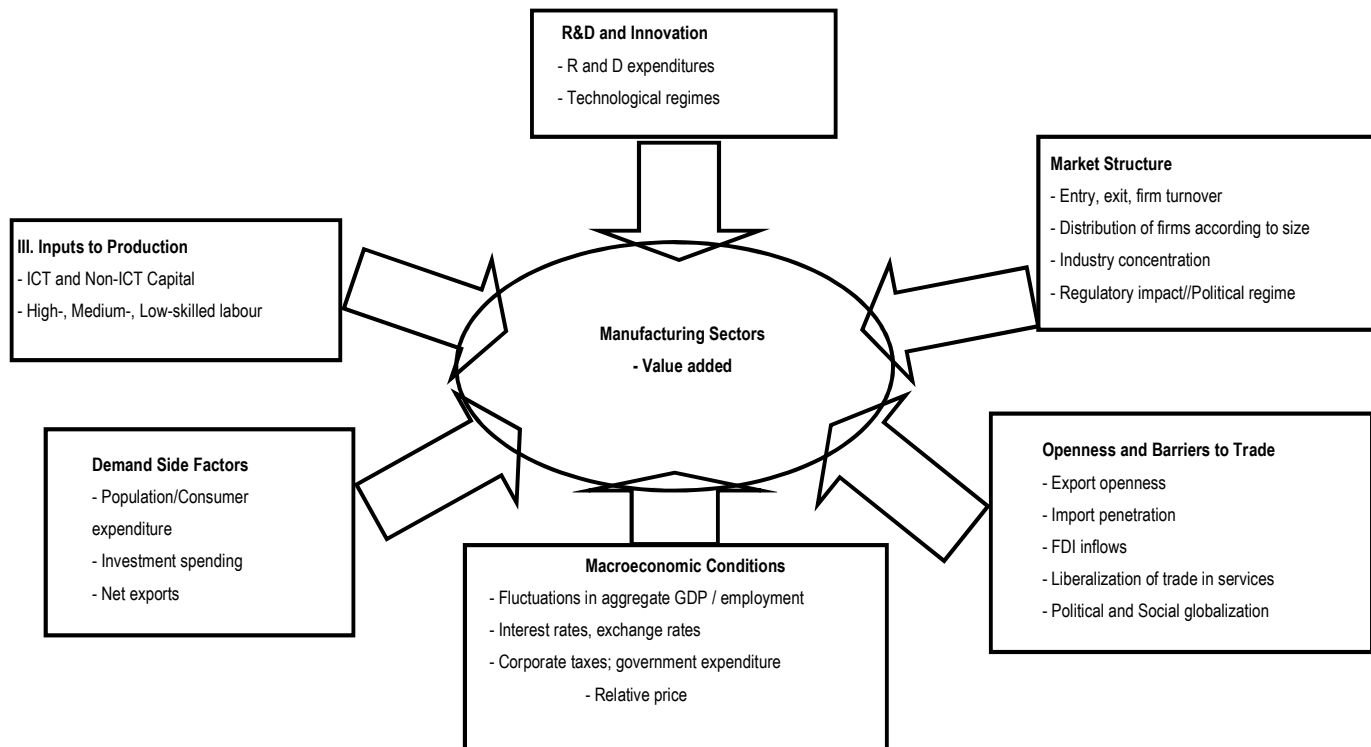 R&D and Innovation
- R and D expenditures
- Technological regimes
Market Structure
- Entry, exit, firm turnover
- Distribution of firms according to size
- Industry concentration
- Regulatory impact//Political regime
III. Inputs to Production
- ICT and Non-ICT Capital
- High-, Medium-, Low-skilled labour
Manufacturing Sectors
- Value added
Demand Side Factors
- Population/Consumer
expenditure
- Investment spending
- Net exports
Openness and Barriers to Trade
- Export openness
- Import penetration
- FDI inflows
- Liberalization of trade in services
- Political and Social globalization
Macroeconomic Conditions
- Fluctuations in aggregate GDP / employment
- Interest rates, exchange rates
- Corporate taxes; government expenditure
- Relative price